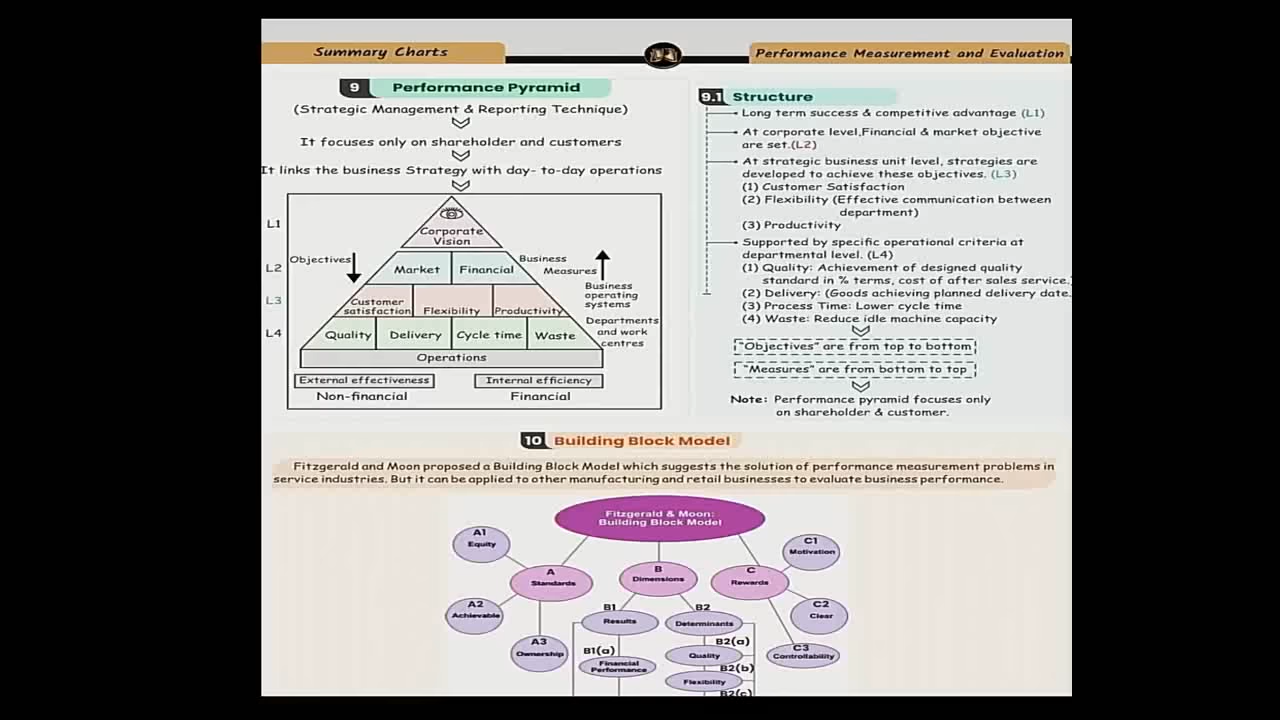 Summary Charts
Performance Measurement and Evaluation
9 Performance Pyramid
(Strategic Management & Reporting Technique)
It focuses only on shareholder and customers
It links the business Strategy with day- to-day operations
L1
L2
L3
L4
Objectives
Corporate
Vision
Market
Financial
Customer
satisfaction
Flexibility
Productivity
Quality
Delivery
Cycle time
Waste
Operations
Business
Measures
Business
operating
systems
Departments
and work
centres
External effectiveness
Internal efficiency
Non-financial
Financial
9.1 Structure
Long term success & competitive advantage (L1)
At corporate level,Financial & market objective
are set.(L2)
At strategic business unit level, strategies are
developed to achieve these objectives. (L3)
(1) Customer Satisfaction
(2) Flexibility (Effective communication between
department)
(3) Productivity
Supported by specific operational criteria at
departmental level. (L4)
(1) Quality: Achievement of designed quality
standard in % terms, cost of after sales service.)
(2) Delivery: (Goods achieving planned delivery date.
(3) Process Time: Lower cycle time
(4) Waste: Reduce idle machine capacity
"Objectives" are from top to bottom
"Measures" are from bottom to top
Note: Performance pyramid focuses only
on shareholder & customer.
10 Building Block Model
Fitzgerald and Moon proposed a Building Block Model which suggests the solution of performance measurement problems in
service industries. But it can be applied to other manufacturing and retail businesses to evaluate business performance.
Fitzgerald & Moon:
Building Block Model
A1
Equity
A
Standards
A2
Achievable
A3
Ownership
B
Dimensions
B1
Results
B1(a)
Financial
Performance
B2
Determinants
B2(a)
Quality
B2(b)
Flexibility
B2(c)
C
Rewards
C1
Motivation
C2
Clear
C3
Controllability